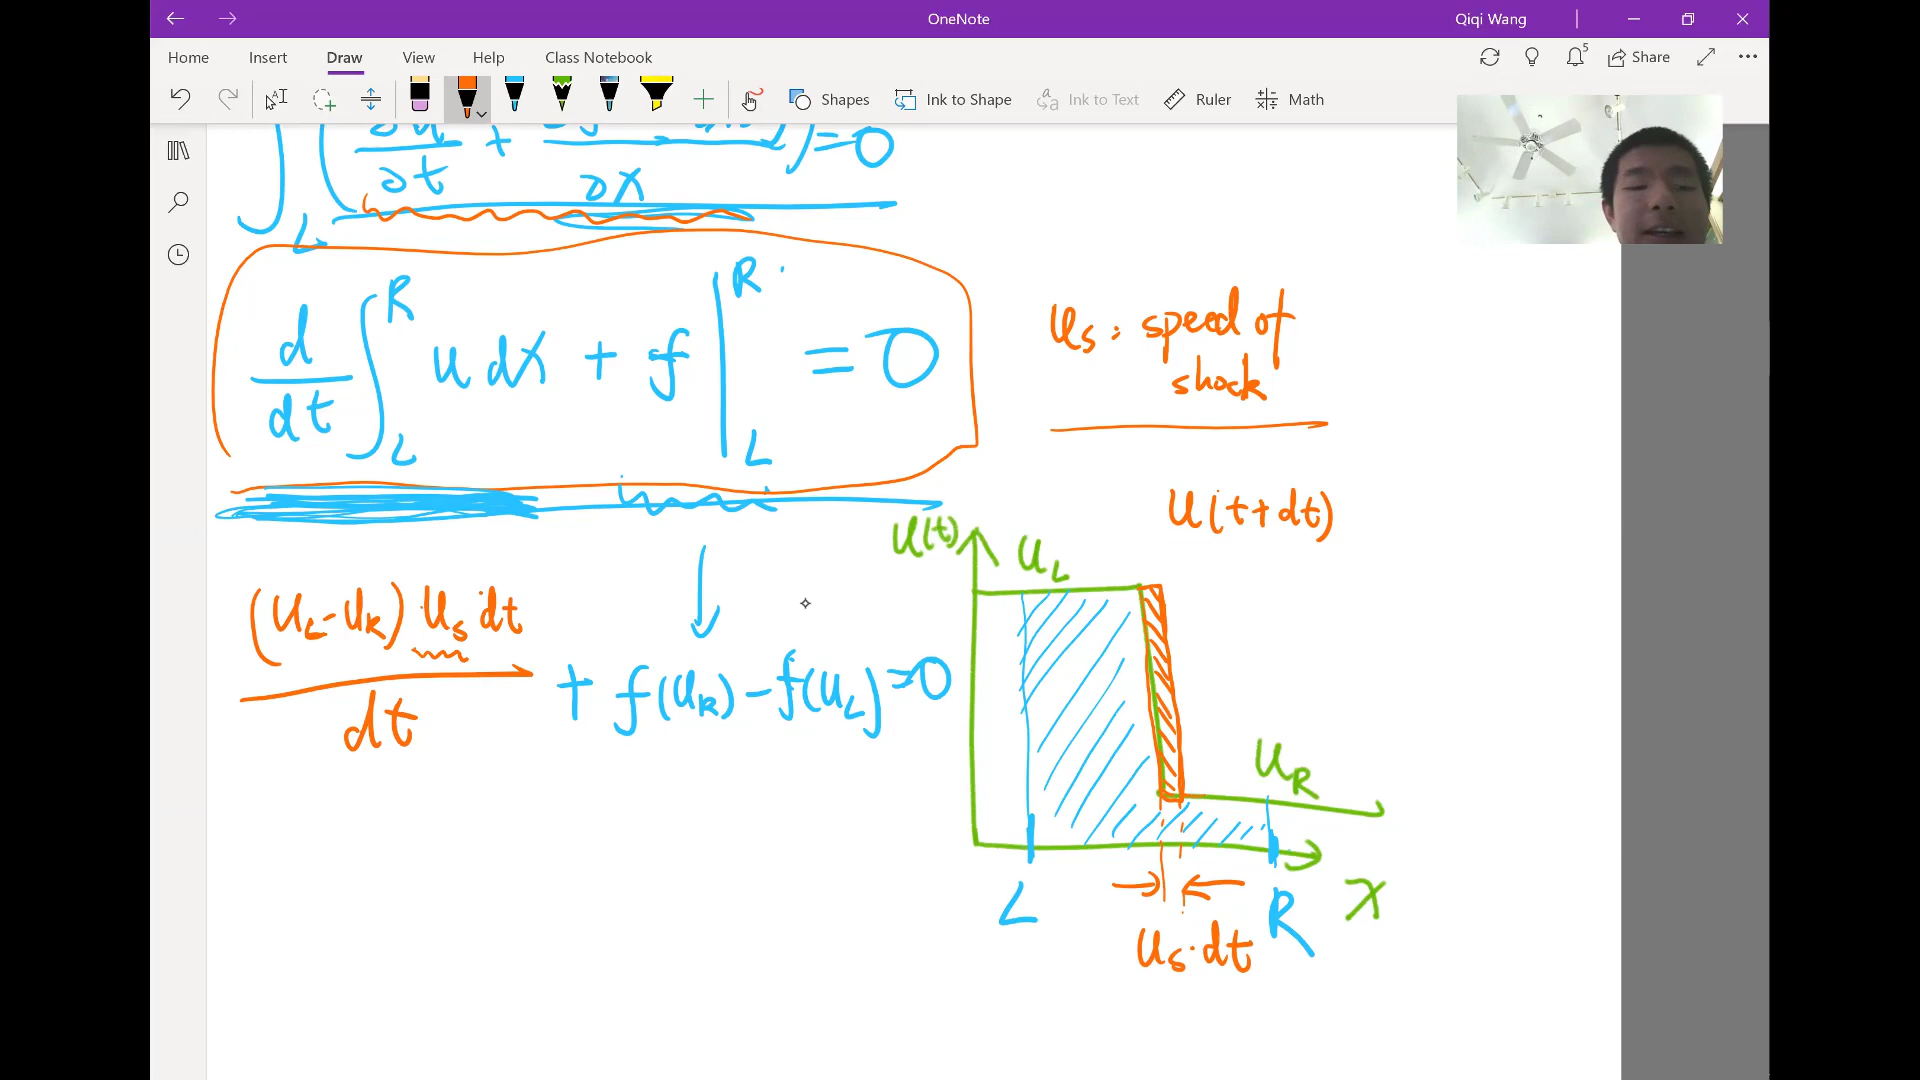 OneNote
Qiqi Wang
Home Insert Draw View Help Class Notebook
5
Share
Shapes Ink to Shape Ink to Text Ruler Math
∂t ∂x =0
L
d/dt ∫_L^R u dx + f |_L^R = 0
u_s : speed of
shock
u(t+dt)
u(t) u_L
(u_L-u_R) u_s dt / dt + f(u_R) - f(u_L) = 0
u_R
L R x
u_s·dt